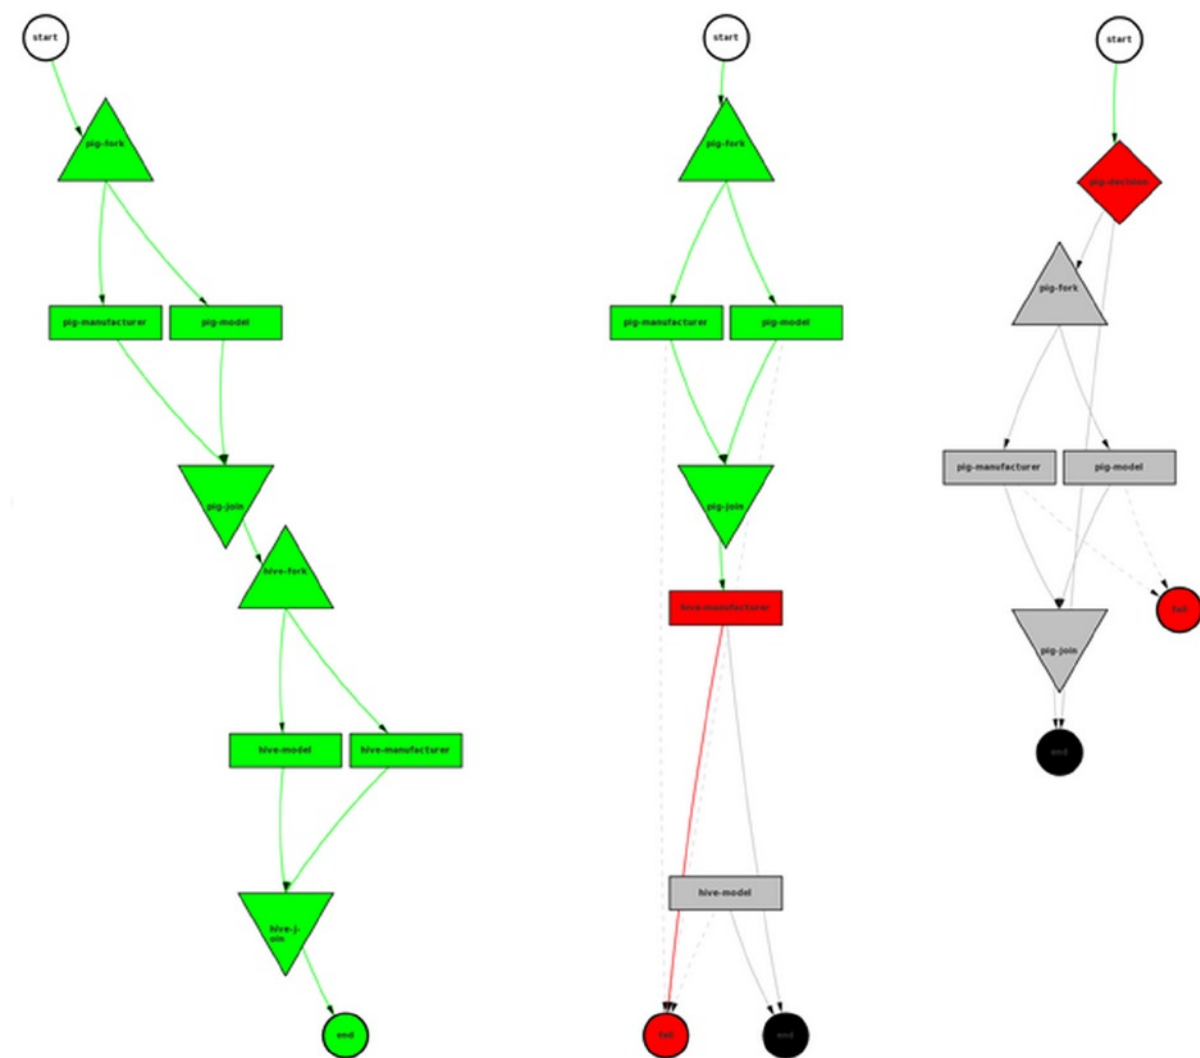 start
pig-fork
pig-manufacturer
pig-model
pig-join
hive-fork
hive-model
hive-manufacturer
hive-j-
oin
end
start
pig-fork
pig-manufacturer
pig-model
pig-join
hive-manufacturer
hive-model
fail
end
start
pig-decision
pig-fork
pig-manufacturer
pig-model
fail
pig-join
end